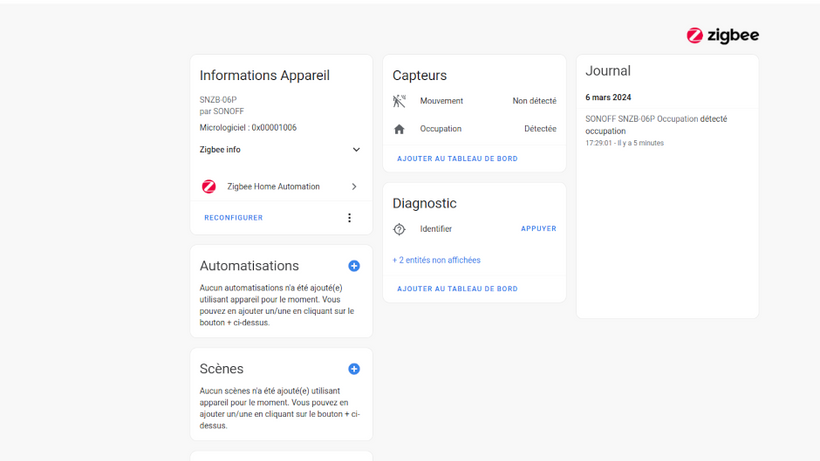 zigbee
Informations Appareil
SNZB-06P
par SONOFF
Micrologiciel : 0x00001006
Zigbee info
Zigbee Home Automation
RECONFIGURER
Automatisations
Aucun automatisations n'a été ajouté(e)
utilisant appareil pour le moment. Vous
pouvez en ajouter un/une en cliquant sur le
bouton + ci-dessus.
Scènes
Aucun scènes n'a été ajouté(e) utilisant
appareil pour le moment. Vous pouvez en
ajouter un/une en cliquant sur le bouton + ci-
dessus.
Capteurs
Mouvement Non détecté
Occupation Détectée
AJOUTER AU TABLEAU DE BORD
Diagnostic
Identifier APPUYER
+ 2 entités non affichées
AJOUTER AU TABLEAU DE BORD
Journal
6 mars 2024
SONOFF SNZB-06P Occupation détecté
occupation
17:29:01 - Il y a 5 minutes